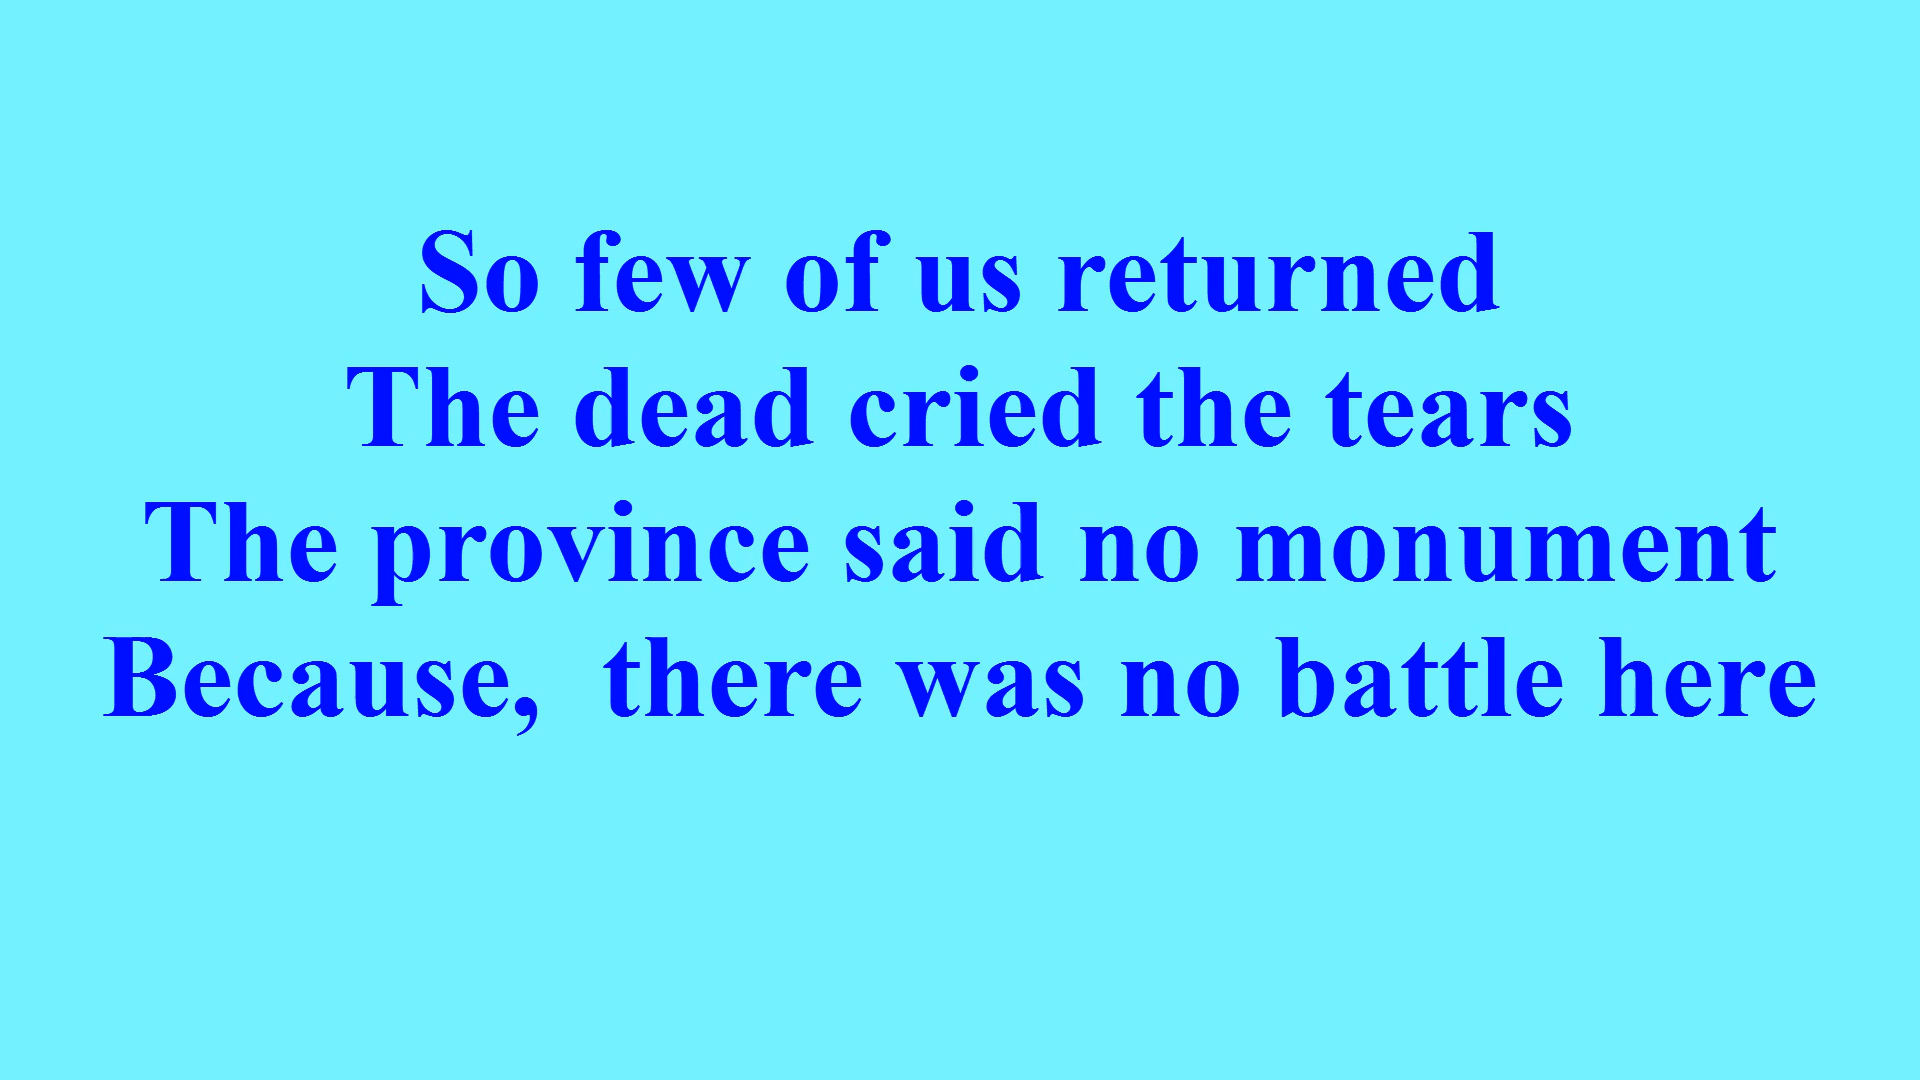 So few of us returned
The dead cried the tears
The province said no monument
Because,  there was no battle here